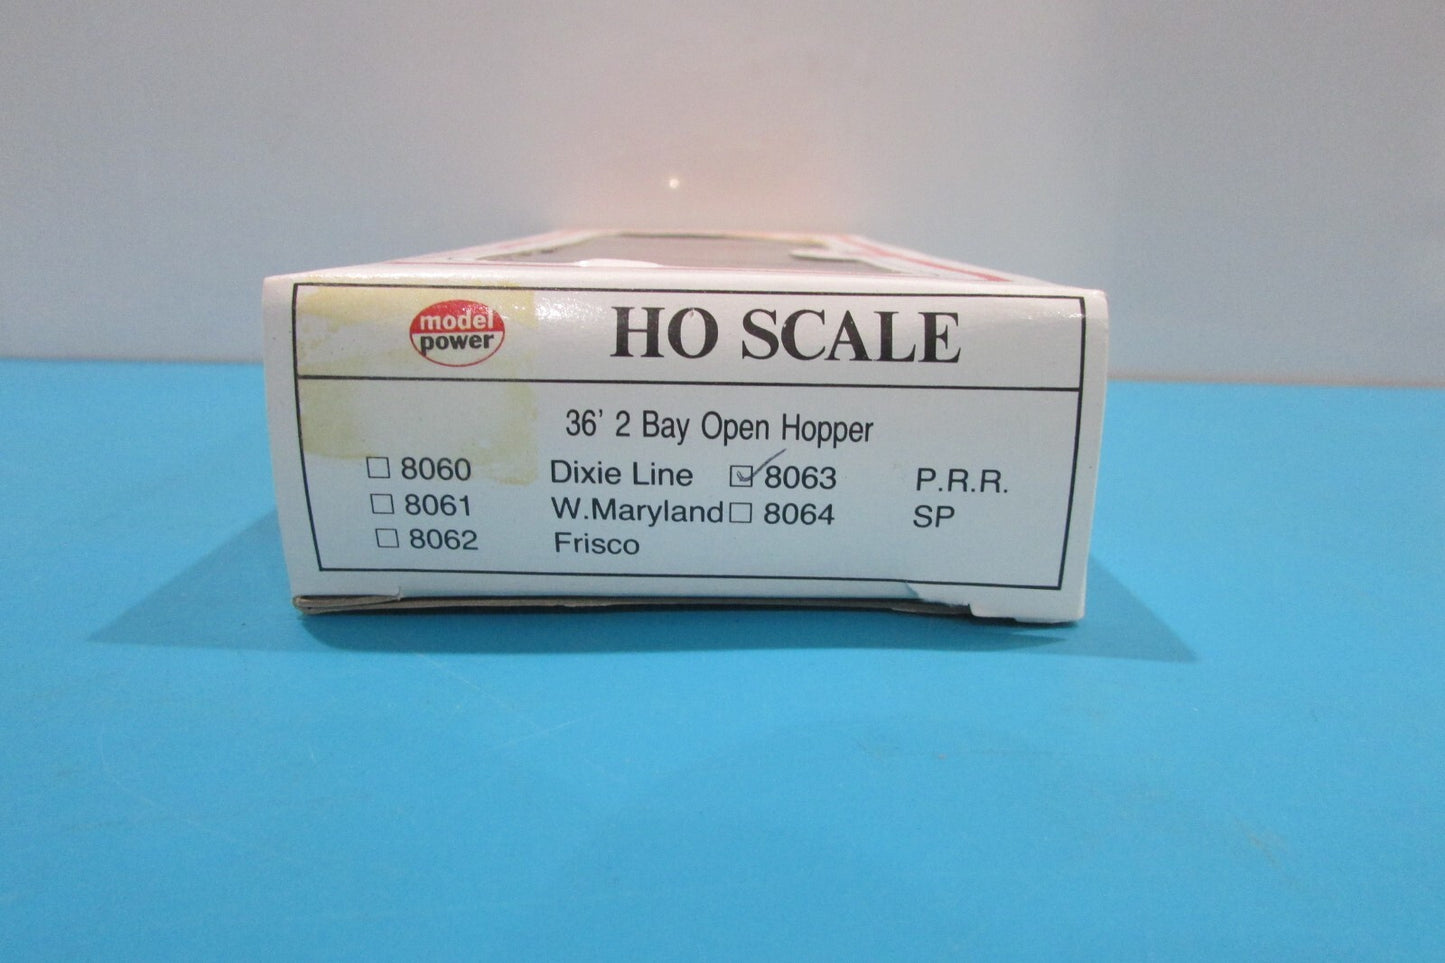 model
power
HO SCALE
36' 2 Bay Open Hopper
8060 Dixie Line 8063 P.R.R.
8061 W.Maryland 8064 SP
8062 Frisco